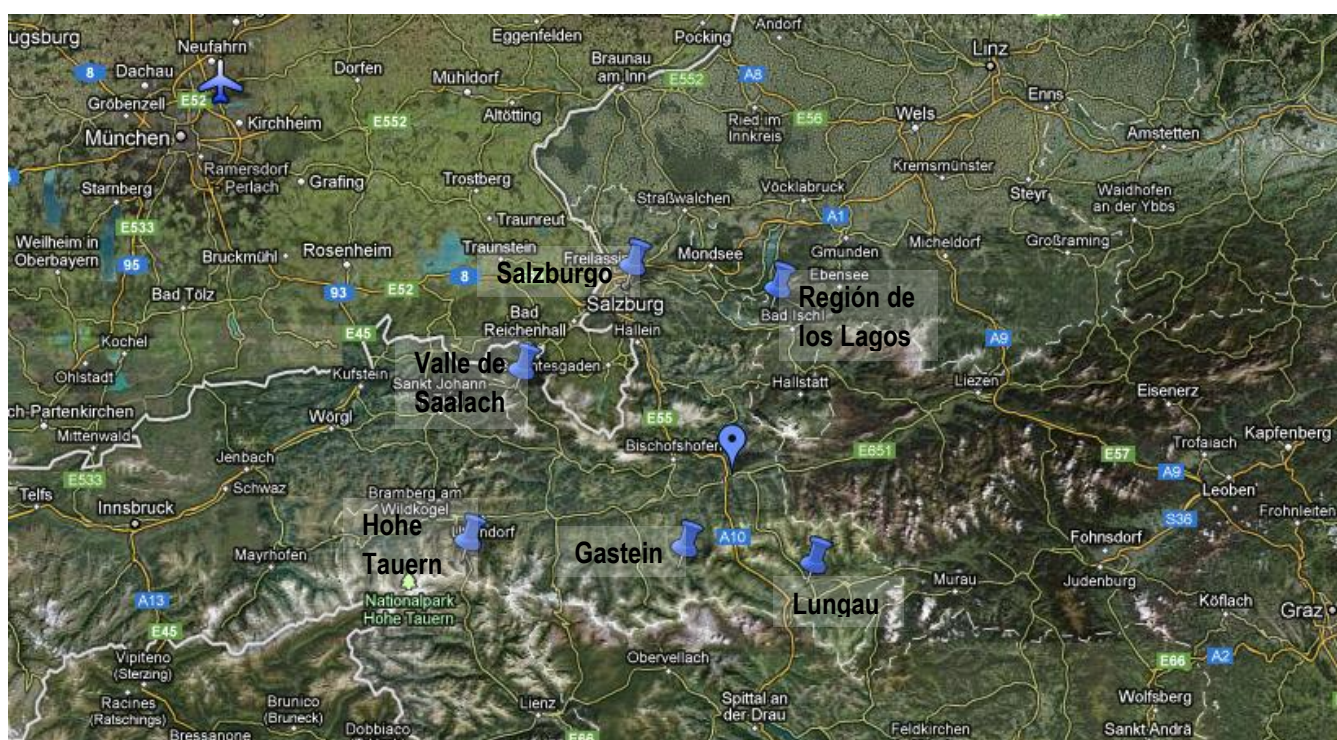 ugsburg
Neufahrn
Eggenfelden
Pocking
Andorf
8
Dachau
Dorfen
Mühldorf
Braunau
am Inn
E552
A8
Linz
Gröbenzell
E52
Kirchheim
E552
Altötting
Ried im
Innkreis
E56
Wels
Enns
München
Amstetten
Ramersdorf
Perlach
Grafing
Trostberg
Kremsmünster
Starnberg
Straßwalchen
Vöcklabruck
Steyr
Waidhofen
an der Ybbs
E533
Traunreut
A1
Weilheim in
Oberbayern
95
Bruckmühl
Rosenheim
Traunstein
Mondsee
Gmunden
Micheldorf
Großraming
8
Salzburgo
Ebensee
Bad Tölz
93
E52
Salzburg
Región de
los Lagos
Bad Ischl
E45
Bad
Reichenhall
Hallein
A9
Kochel
Ohlstadt
Kufstein
Valle de
Saalach
Sankt Johann
Hallstatt
Liezen
Eisenerz
ch-Partenkirchen
Wörgl
E55
Mittenwald
Bischofshofen
E651
E57
Trofaiach
Kapfenberg
Jenbach
A9
E533
Telfs
Schwaz
Leoben
Innsbruck
Bramberg am
Wildkogel
S36
Frohnleiten
Hohe
Tauern
Gastein
A10
Fohnsdorf
Mayrhofen
Murau
Judenburg
A13
Nationalpark
Hohe Tauern
Lungau
Köflach
Graz
E45
Vipiteno
(Sterzing)
Obervellach
E66
A2
Racines
(Ratschings)
Brunico
(Bruneck)
Lienz
Spittal an
der Drau
Wolfsberg
Bressanone
Dobbiaco
E66
Feldkirchen
Sankt Andrä